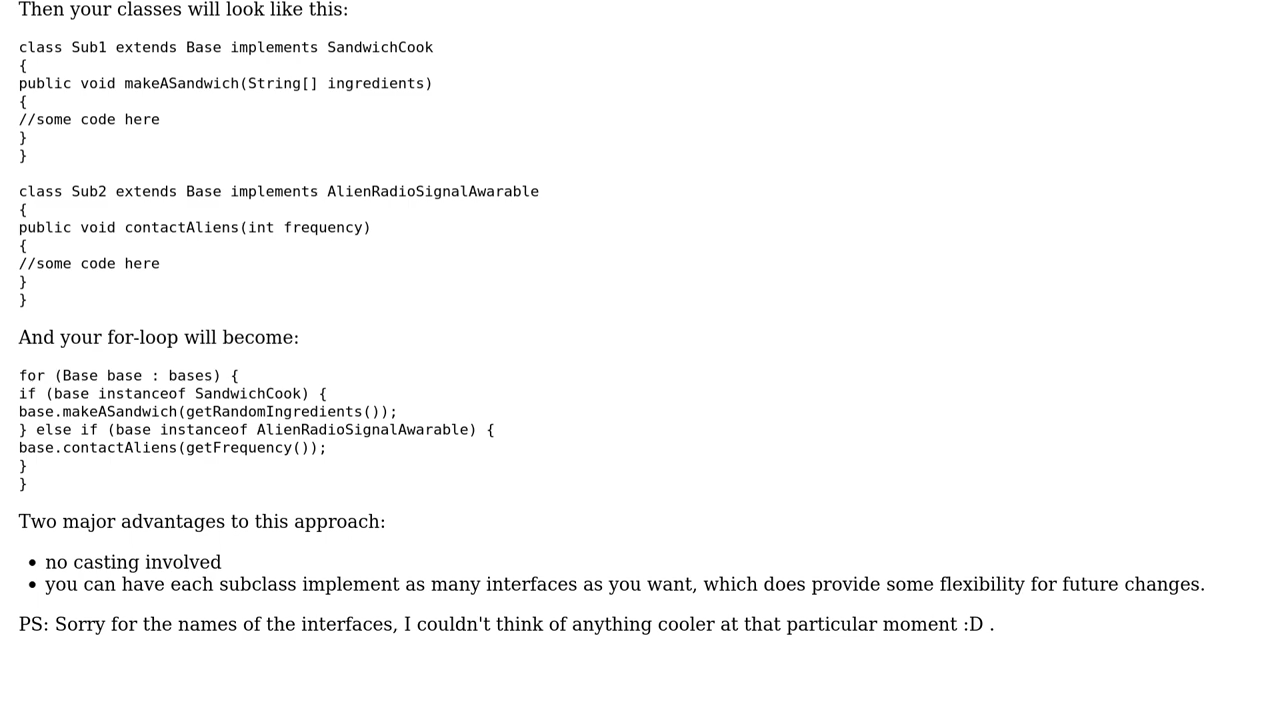 Then your classes will look like this:
class Sub1 extends Base implements SandwichCook
{
public void makeASandwich(String[] ingredients)
{
//some code here
}
}
class Sub2 extends Base implements AlienRadioSignalAwarable
{
public void contactAliens(int frequency)
{
//some code here
}
}
And your for-loop will become:
for (Base base : bases) {
if (base instanceof SandwichCook) {
base.makeASandwich(getRandomIngredients());
} else if (base instanceof AlienRadioSignalAwarable) {
base.contactAliens(getFrequency());
}
}
Two major advantages to this approach:
• no casting involved
• you can have each subclass implement as many interfaces as you want, which does provide some flexibility for future changes.
PS: Sorry for the names of the interfaces, I couldn't think of anything cooler at that particular moment :D .